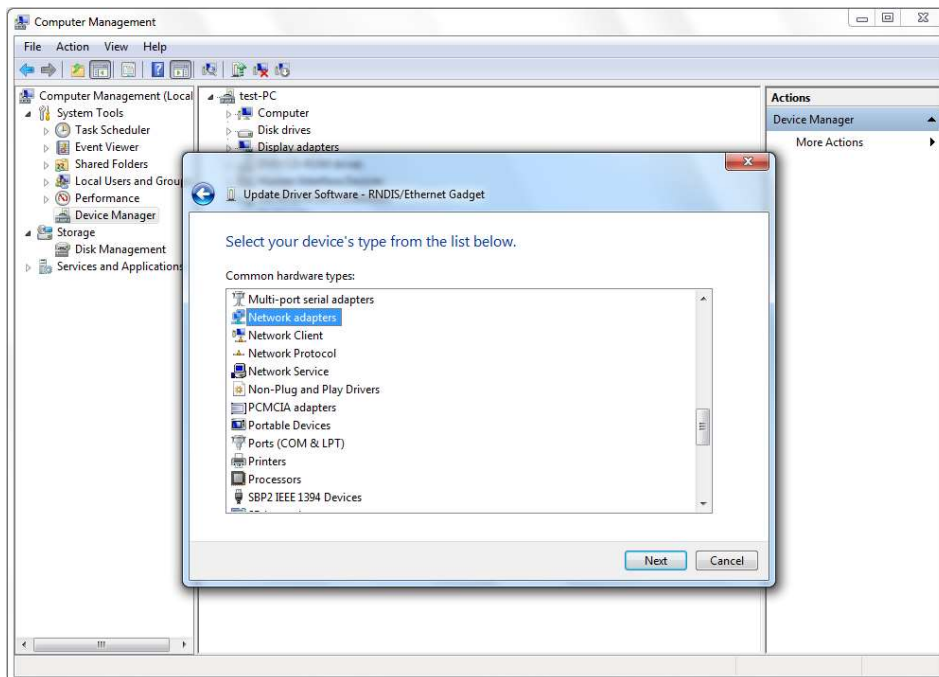 Computer Management
File Action View Help
Computer Management (Local
System Tools
Task Scheduler
Event Viewer
Shared Folders
Local Users and Grou
Performance
Device Manager
Storage
Disk Management
Services and Applications
test-PC
Computer
Disk drives
Display adapters
Actions
Device Manager
More Actions
Update Driver Software - RNDIS/Ethernet Gadget
Select your device's type from the list below.
Common hardware types:
Multi-port serial adapters
Network adapters
Network Client
Network Protocol
Network Service
Non-Plug and Play Drivers
PCMCIA adapters
Portable Devices
Ports (COM & LPT)
Printers
Processors
SBP2 IEEE 1394 Devices
Next Cancel